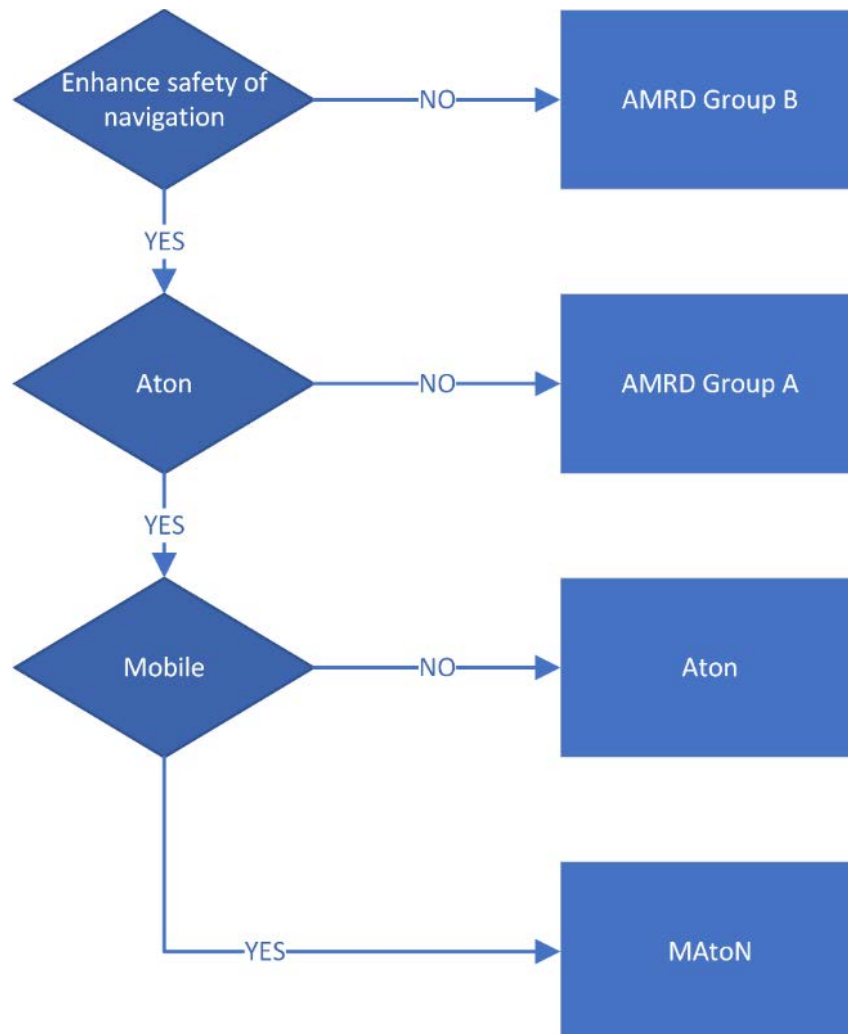 Enhance safety of
navigation
NO
AMRD Group B
YES
Aton
NO
AMRD Group A
YES
Mobile
NO
Aton
YES
MAtoN